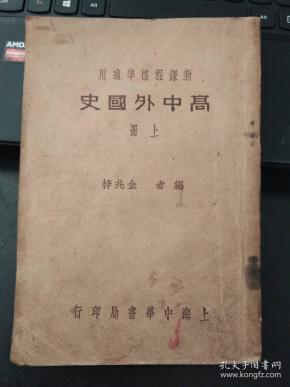 用適準標程課新
史國外中高
冊上
梓兆金 者編
行印局書華中海上
AMD
孔夫子旧书网